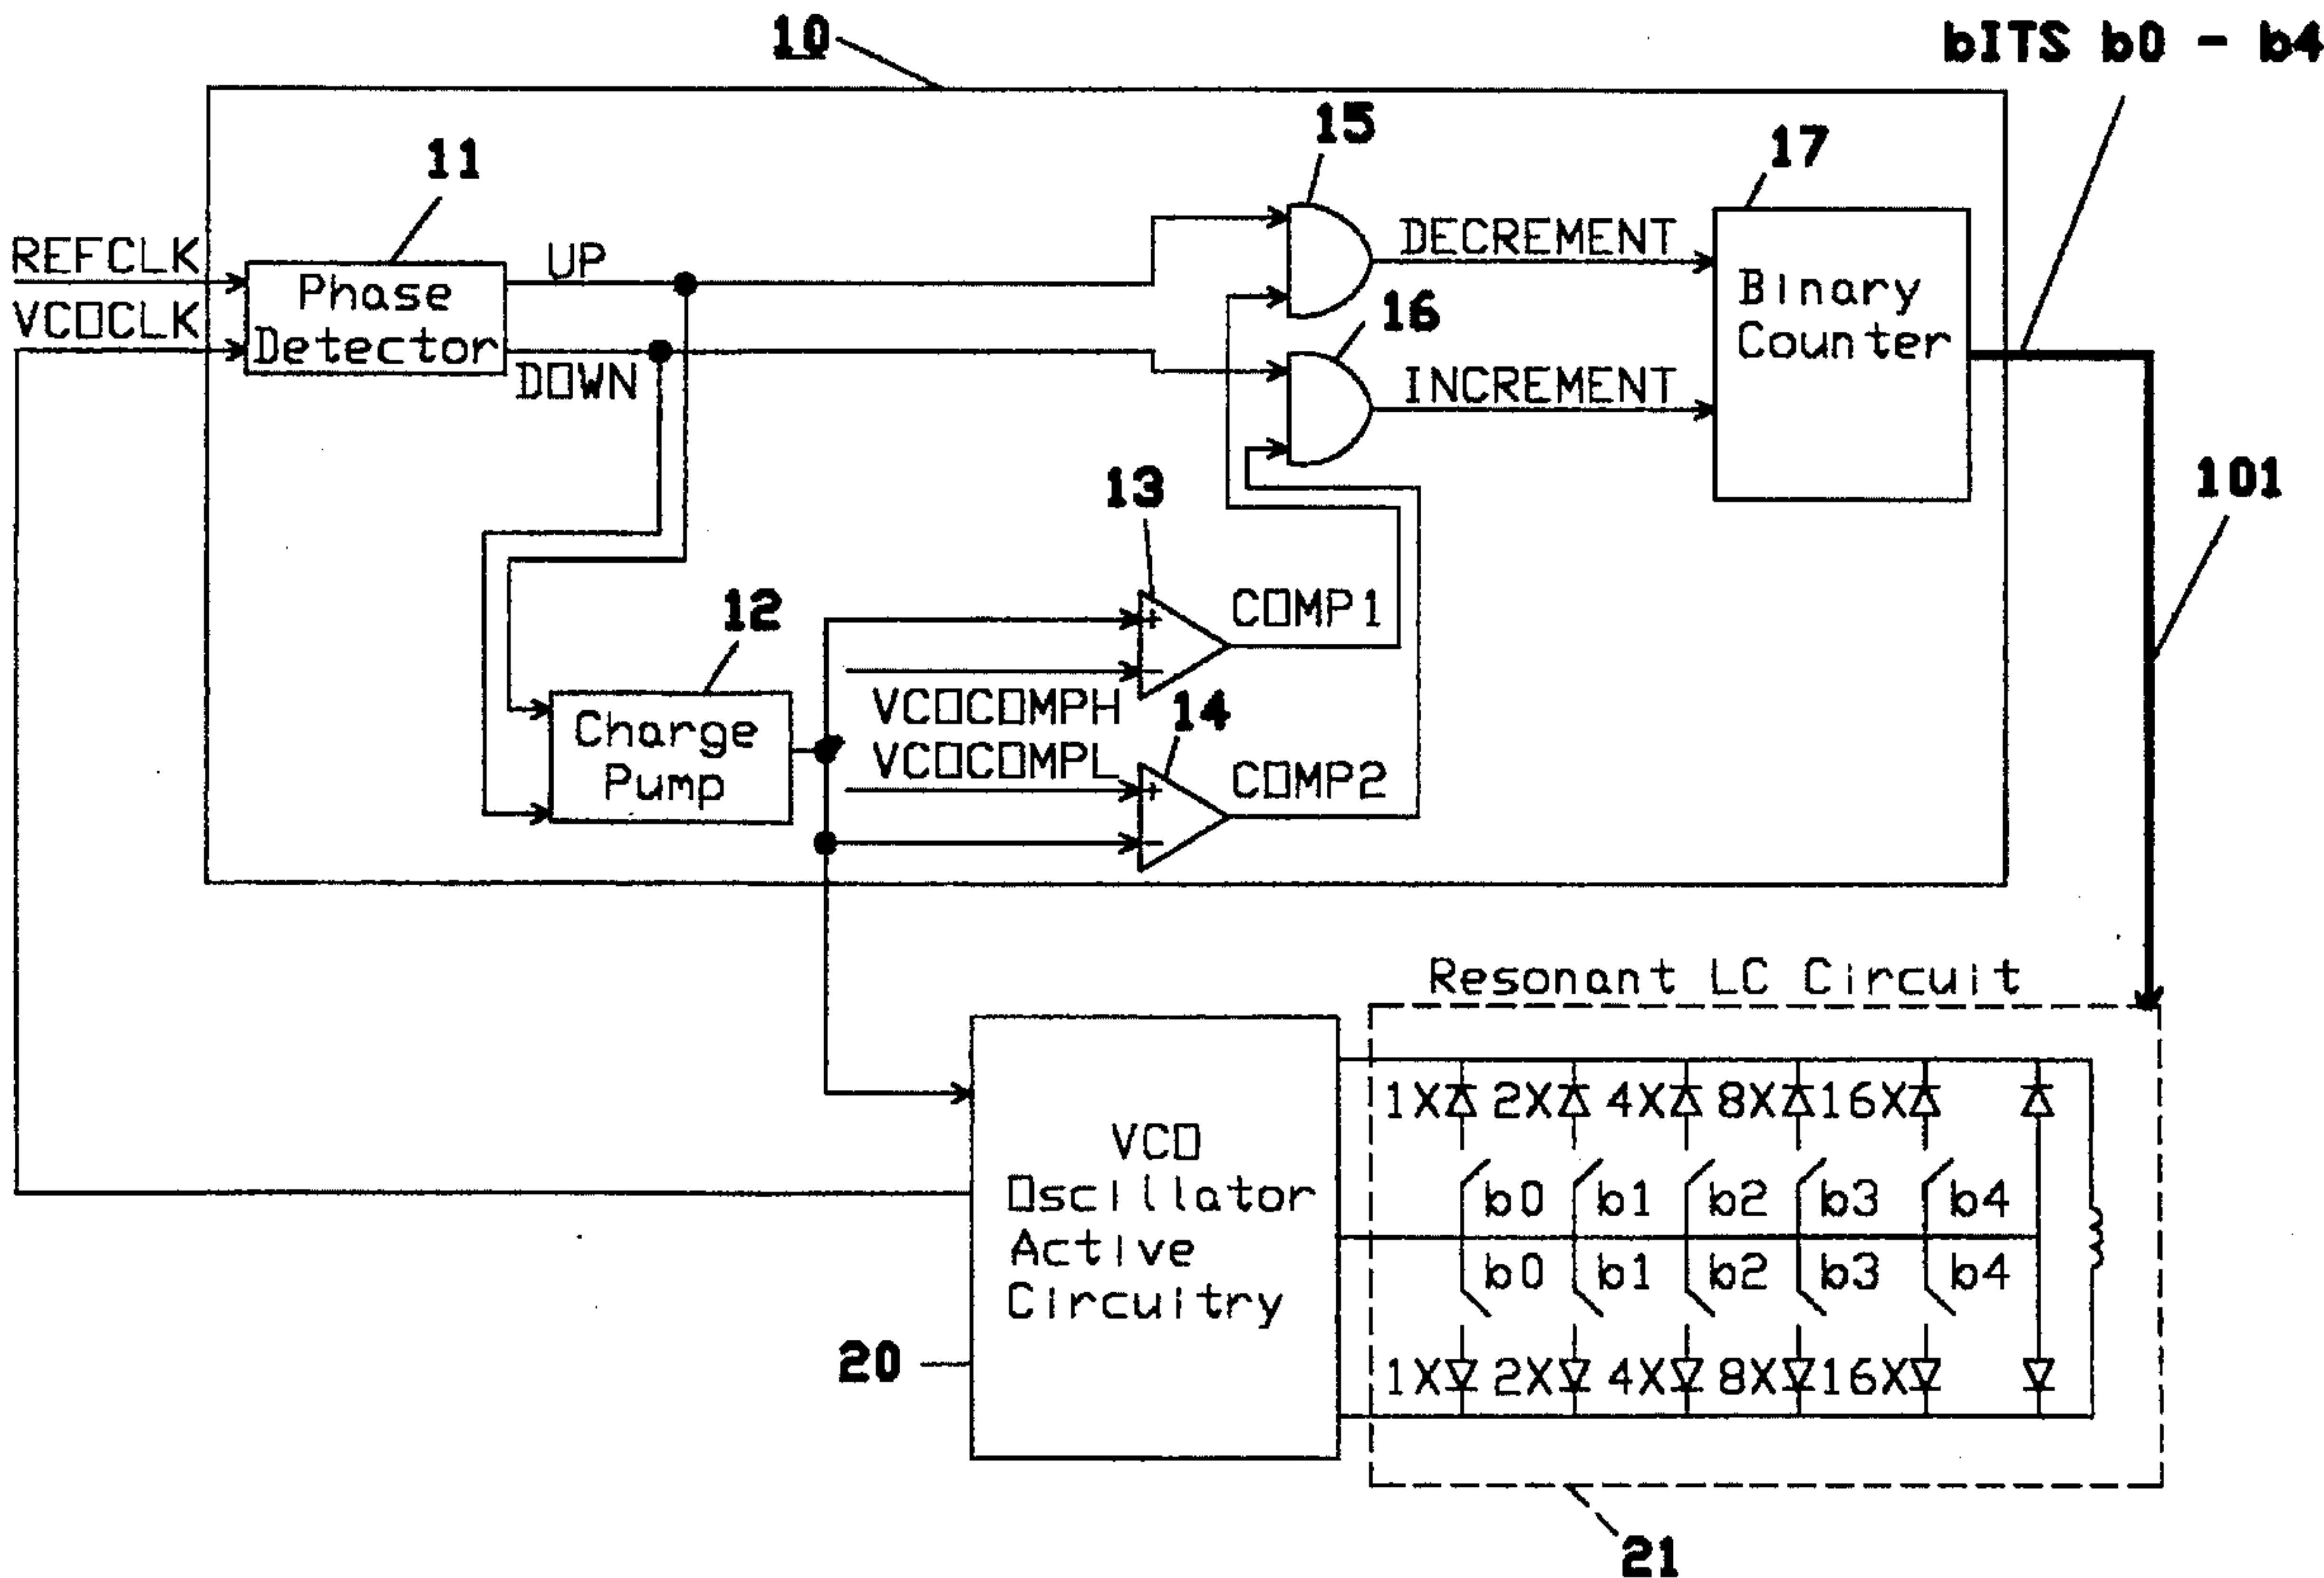 10
bITS b0 - b4
15
17
11
REFCLK
UP
DECREMENT
Phase
Detector
Binary
Counter
VCOCLK
16
DOWN
INCREMENT
13
101
12
COMP1
VCOCOMPH
14
Charge
Pump
VCOCOMPL
COMP2
Resonant LC Circuit
1X 2X 4X 8X 16X
VCO
Oscillator
Active
Circuitry
b0 b1 b2 b3 b4
b0 b1 b2 b3 b4
20
1X 2X 4X 8X 16X
21